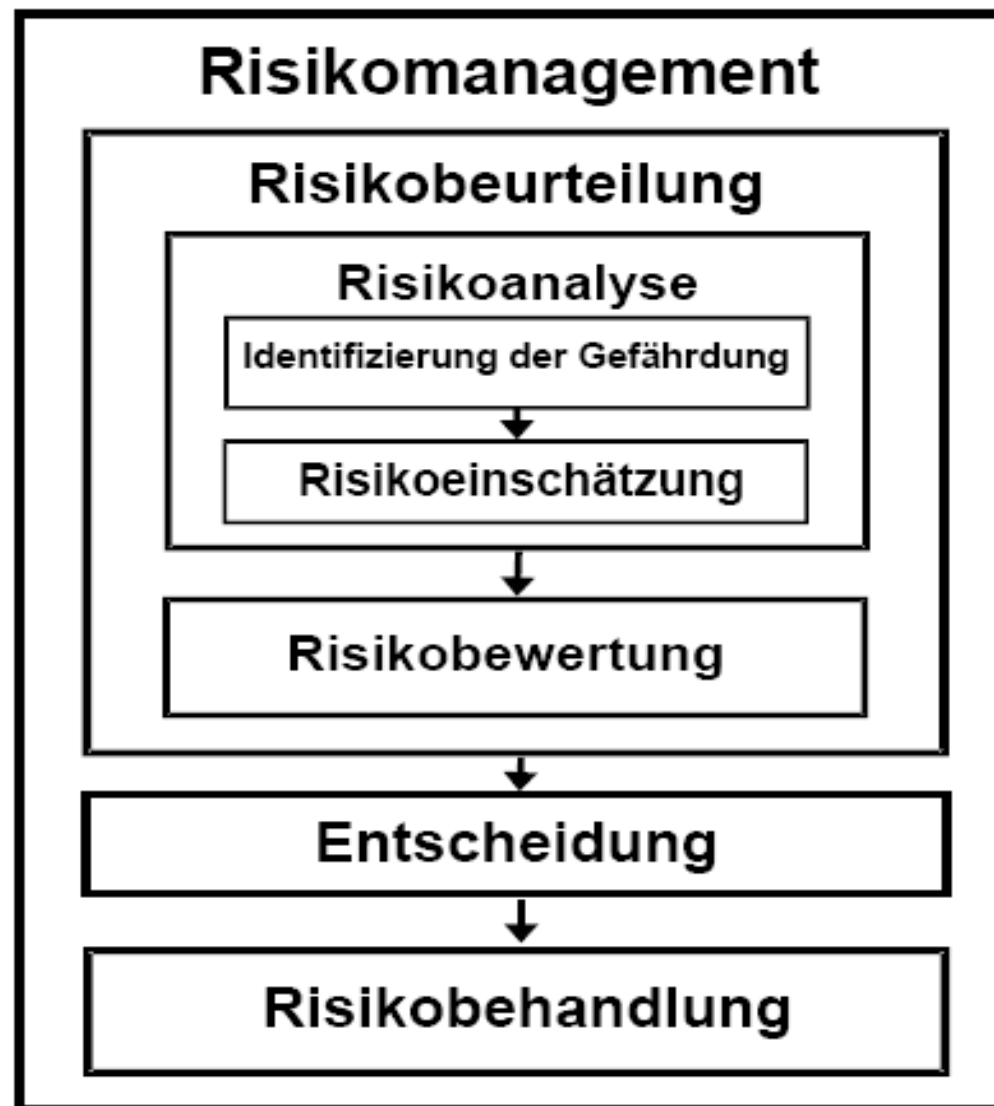 Risikomanagement
Risikobeurteilung
Risikoanalyse
Identifizierung der Gefährdung
Risikoeinschätzung
Risikobewertung
Entscheidung
Risikobehandlung